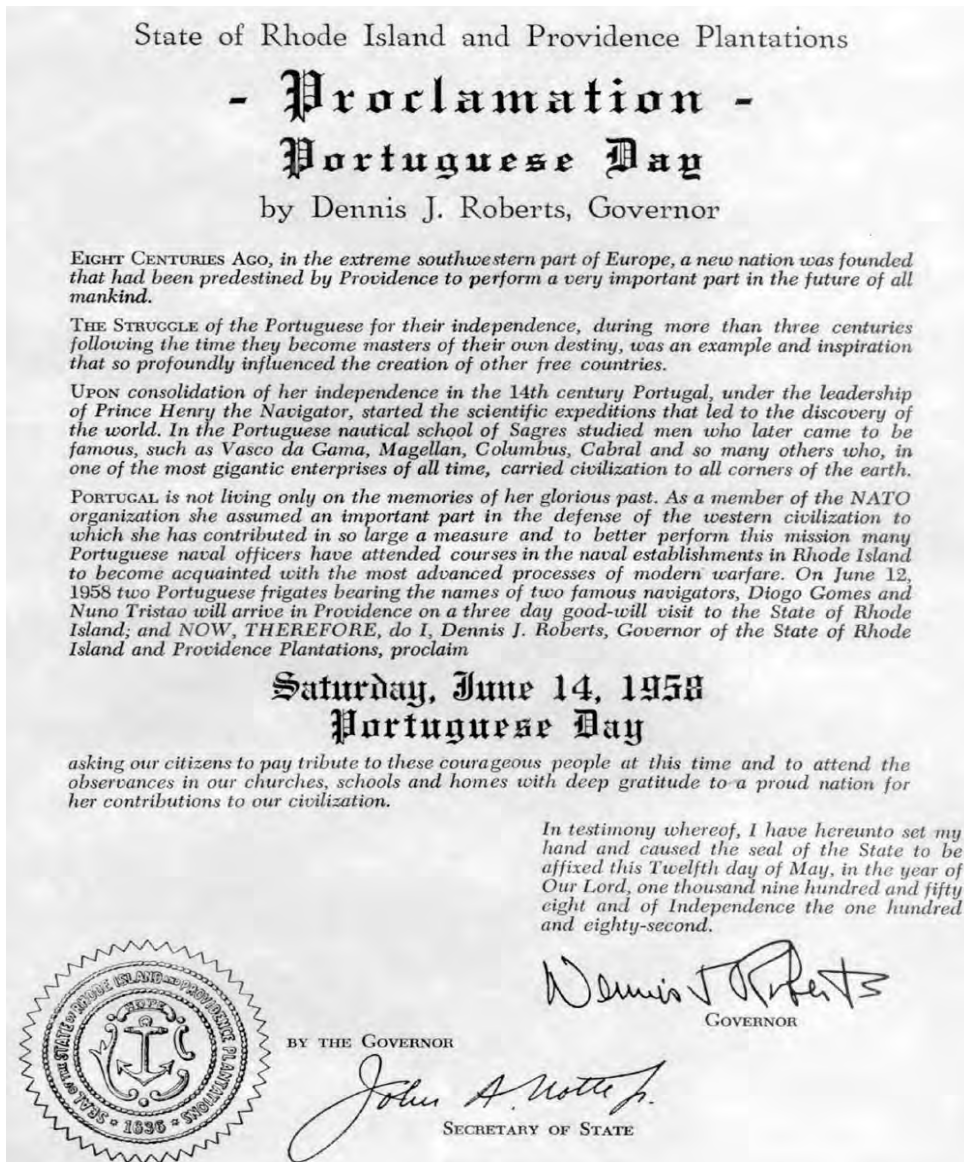 State of Rhode Island and Providence Plantations
- Proclamation -
Portuguese Day
by Dennis J. Roberts, Governor
EIGHT CENTURIES AGO, in the extreme southwestern part of Europe, a new nation was founded
that had been predestined by Providence to perform a very important part in the future of all
mankind.
THE STRUGGLE of the Portuguese for their independence, during more than three centuries
following the time they become masters of their own destiny, was an example and inspiration
that so profoundly influenced the creation of other free countries.
UPON consolidation of her independence in the 14th century Portugal, under the leadership
of Prince Henry the Navigator, started the scientific expeditions that led to the discovery of
the world. In the Portuguese nautical school of Sagres studied men who later came to be
famous, such as Vasco da Gama, Magellan, Columbus, Cabral and so many others who, in
one of the most gigantic enterprises of all time, carried civilization to all corners of the earth.
PORTUGAL is not living only on the memories of her glorious past. As a member of the NATO
organization she assumed an important part in the defense of the western civilization to
which she has contributed in so large a measure and to better perform this mission many
Portuguese naval officers have attended courses in the naval establishments in Rhode Island
to become acquainted with the most advanced processes of modern warfare. On June 12,
1958 two Portuguese frigates bearing the names of two famous navigators, Diogo Gomes and
Nuno Tristao will arrive in Providence on a three day good-will visit to the State of Rhode
Island; and NOW, THEREFORE, do I, Dennis J. Roberts, Governor of the State of Rhode
Island and Providence Plantations, proclaim
Saturday, June 14, 1958
Portuguese Day
asking our citizens to pay tribute to these courageous people at this time and to attend the
observances in our churches, schools and homes with deep gratitude to a proud nation for
her contributions to our civilization.
In testimony whereof, I have hereunto set my
hand and caused the seal of the State to be
affixed this Twelfth day of May, in the year of
Our Lord, one thousand nine hundred and fifty
eight and of Independence the one hundred
and eighty-second.
Dennis J Roberts
GOVERNOR
BY THE GOVERNOR
John A. Notte Jr.
SECRETARY OF STATE
SEAL OF THE STATE OF RHODE ISLAND AND PROVIDENCE PLANTATIONS
HOPE
1636